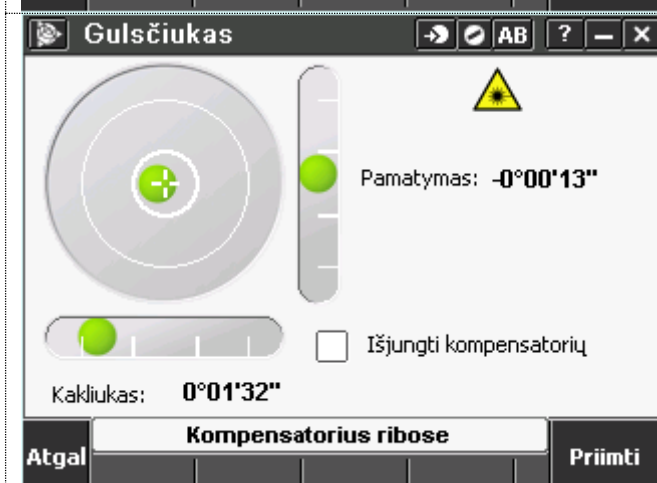 Gulsčiukas
AB ? – X
Pamatymas: -0°00'13"
Išjungti kompensatorių
Kakliukas: 0°01'32"
Kompensatorius ribose
Atgal
Priimti